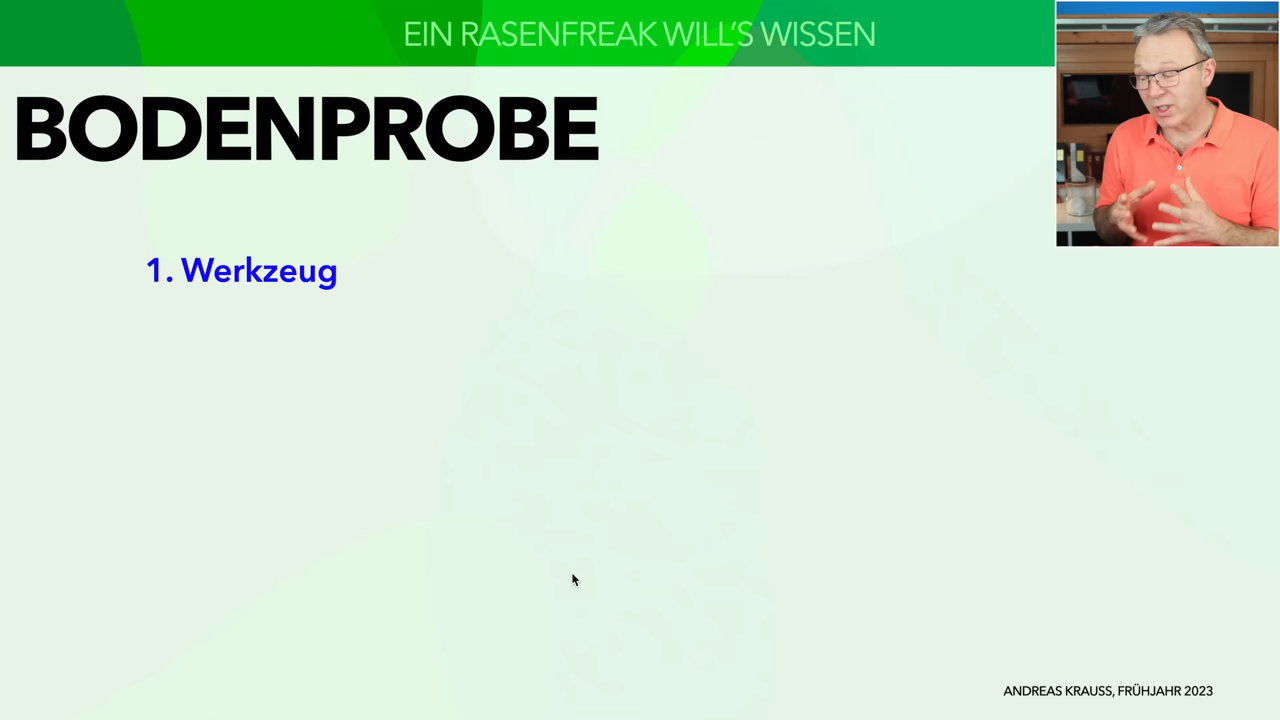 EIN RASENFREAK WILL'S WISSEN
BODENPROBE
1. Werkzeug
ANDREAS KRAUSS, FRÜHJAHR 2023